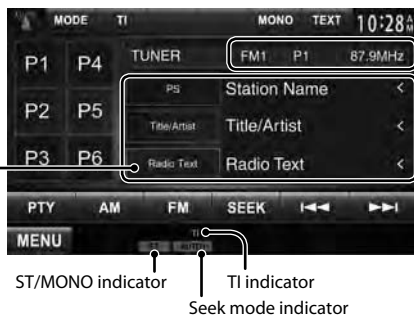 MODE TI MONO TEXT 10:28 AM
P1 P4 TUNER FM1 P1 87.9MHz
PS Station Name <
P2 P5
Title/Artist Title/Artist <
P3 P6 Radio Text Radio Text <
PTY AM FM SEEK
MENU
TI
ST AUTO1
ST/MONO indicator TI indicator
Seek mode indicator